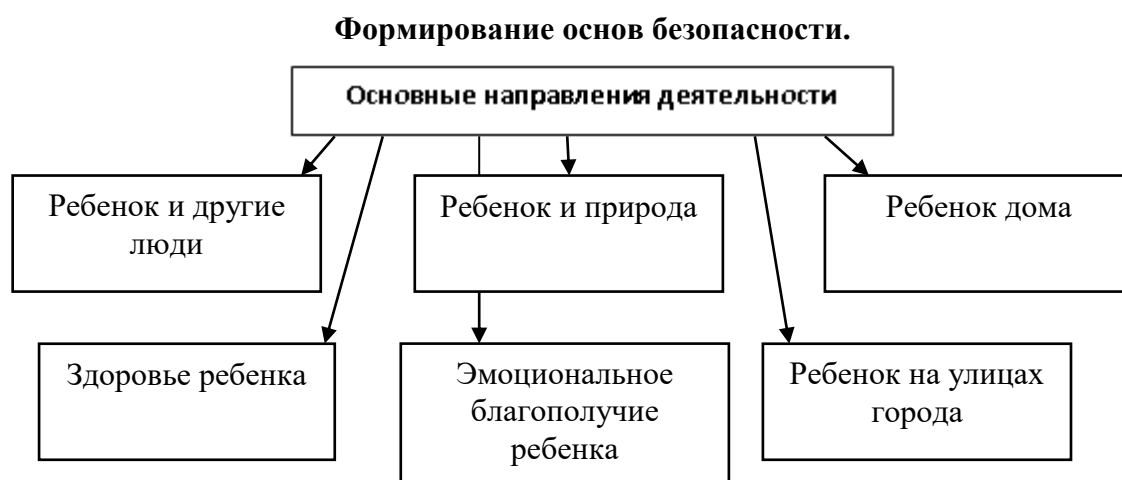 Формирование основ безопасности.
Основные направления деятельности
Ребенок и другие
люди
Ребенок и природа
Ребенок дома
Здоровье ребенка
Эмоциональное
благополучие
ребенка
Ребенок на улицах
города